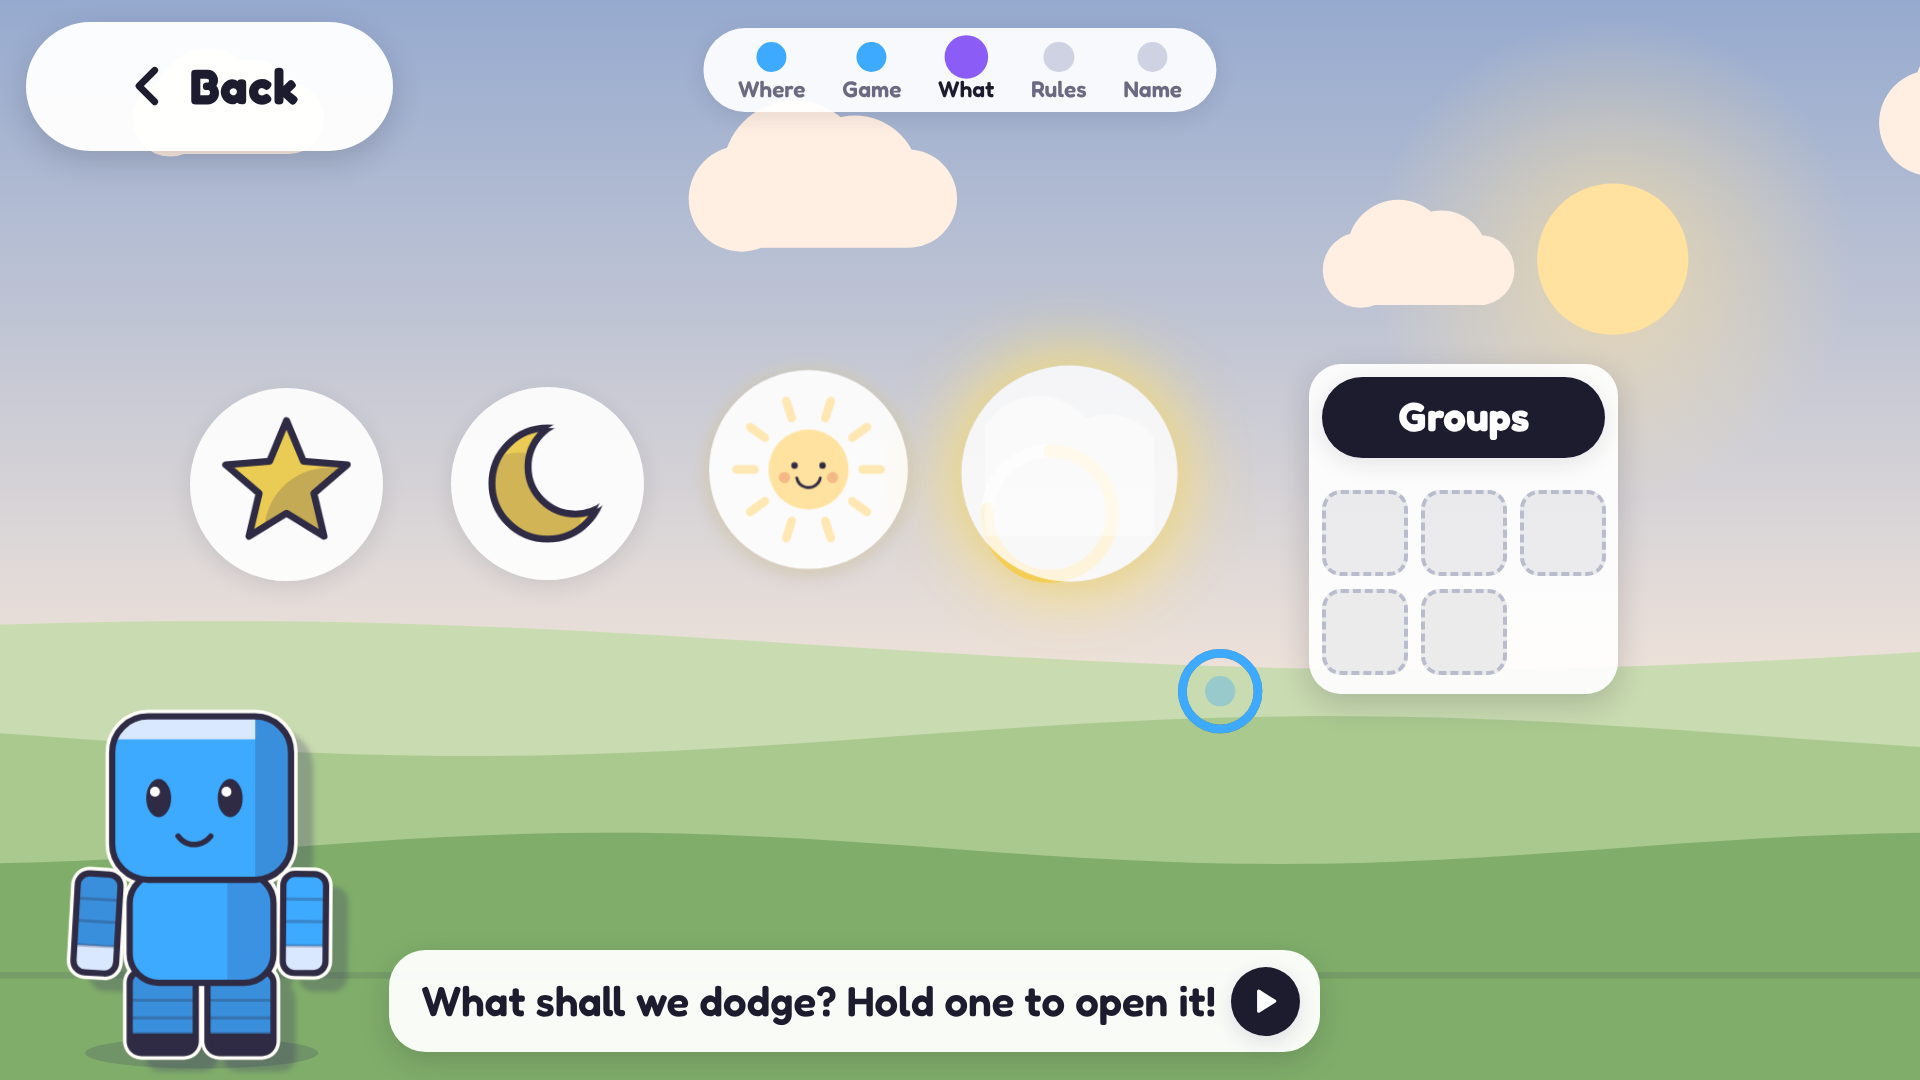 Back
Where
Game
What
Rules
Name
Groups
What shall we dodge? Hold one to open it!